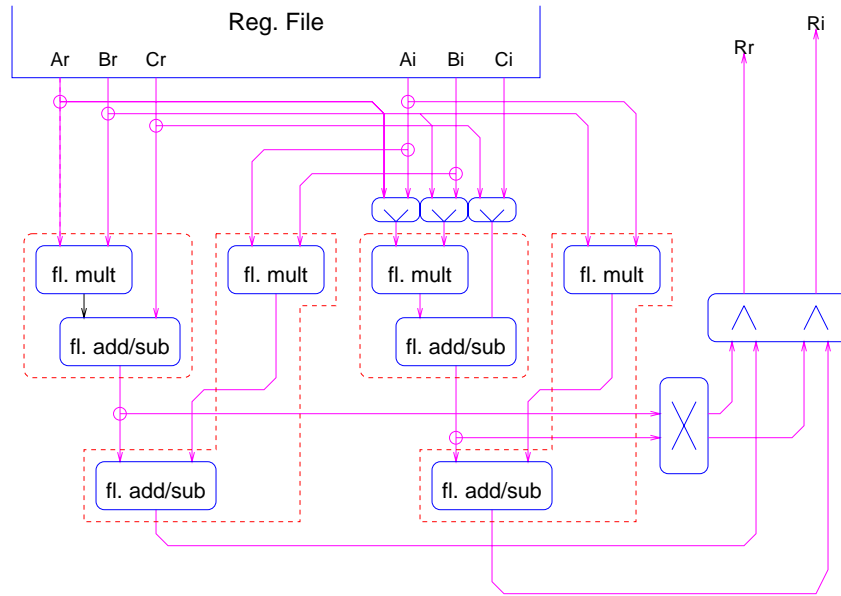 Reg. File
Ri
Rr
Ar Br Cr Ai Bi Ci
fl. mult fl. mult fl. mult fl. mult
fl. add/sub fl. add/sub
fl. add/sub fl. add/sub